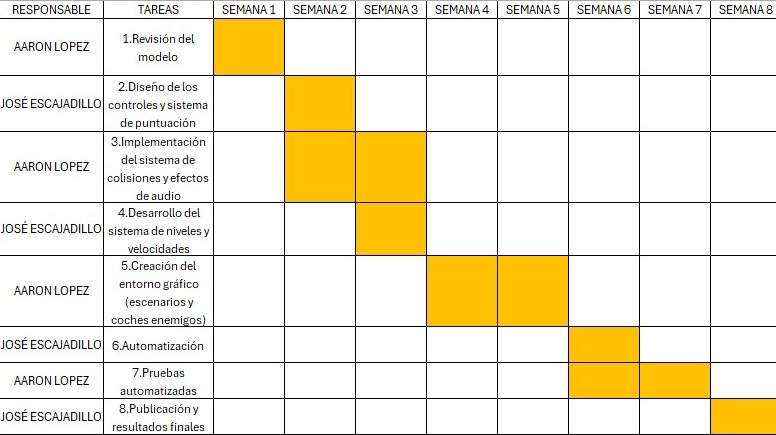 RESPONSABLE TAREAS SEMANA 1 SEMANA 2 SEMANA 3 SEMANA 4 SEMANA 5 SEMANA 6 SEMANA 7 SEMANA 8
AARON LOPEZ
1.Revisión del
modelo
JOSÉ ESCAJADILLO
2.Diseño de los
controles y sistema
de puntuación
AARON LOPEZ
3.Implementación
del sistema de
colisiones y efectos
de audio
JOSÉ ESCAJADILLO
4.Desarrollo del
sistema de niveles y
velocidades
AARON LOPEZ
5.Creación del
entorno gráfico
(escenarios y
coches enemigos)
JOSÉ ESCAJADILLO
6.Automatización
AARON LOPEZ
7.Pruebas
automatizadas
JOSÉ ESCAJADILLO
8.Publicación y
resultados finales